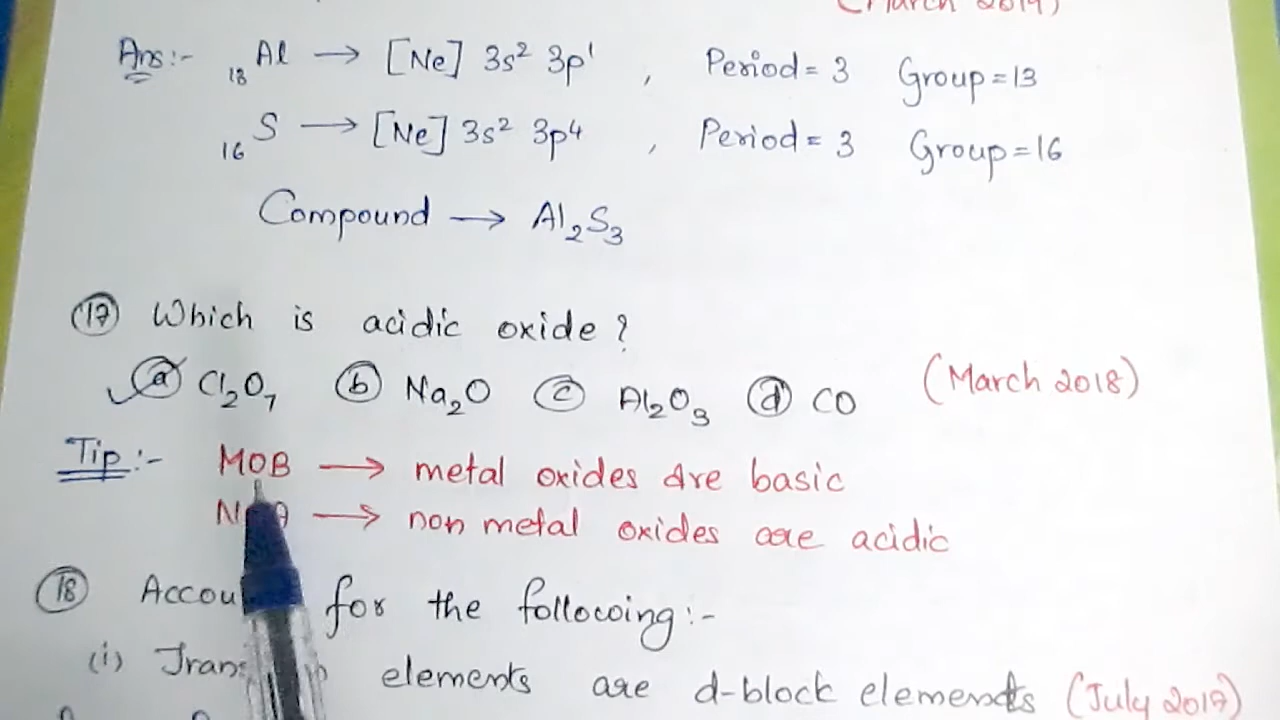 (March 2019)
Ans:- 18Al → [Ne] 3s² 3p¹ , Period = 3 Group = 13
16S → [Ne] 3s² 3p⁴ , Period = 3 Group = 16
Compound → Al₂S₃
(17) Which is acidic oxide?
(a) Cl₂O₇ (b) Na₂O (c) Al₂O₃ (d) CO (March 2018)
Tip:- MOB → metal oxides are basic
→ non metal oxides are acidic
(18) for the following:-
(i) elements are d-block elements (July 2017)